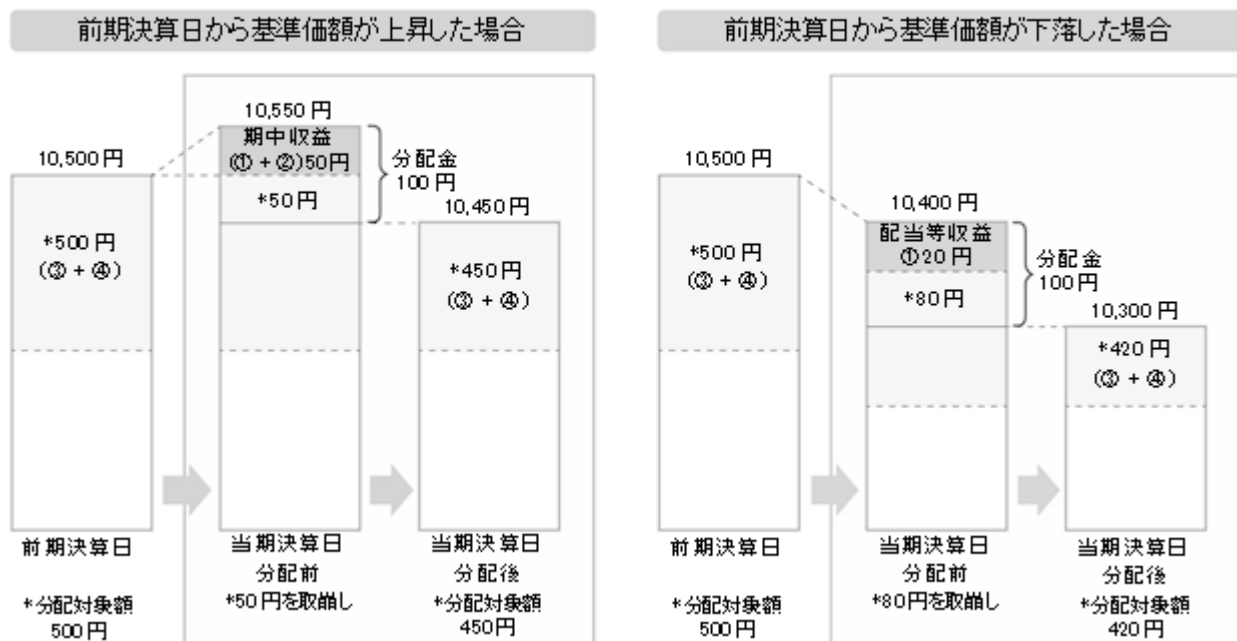 前期決算日から基準価額が上昇した場合
10,550円
期中収益
(①+②)50円
10,500円
分配金
100円
*50円
10,450円
*500円
(③+④)
*450円
(③+④)
前期決算日
当期決算日
分配前
当期決算日
分配後
*分配対象額
500円
*50円を取崩し
*分配対象額
450円
前期決算日から基準価額が下落した場合
10,500円
10,400円
配当等収益
①20円
分配金
100円
*500円
(③+④)
*80円
10,300円
*420円
(③+④)
前期決算日
当期決算日
分配前
当期決算日
分配後
*分配対象額
500円
*80円を取崩し
*分配対象額
420円